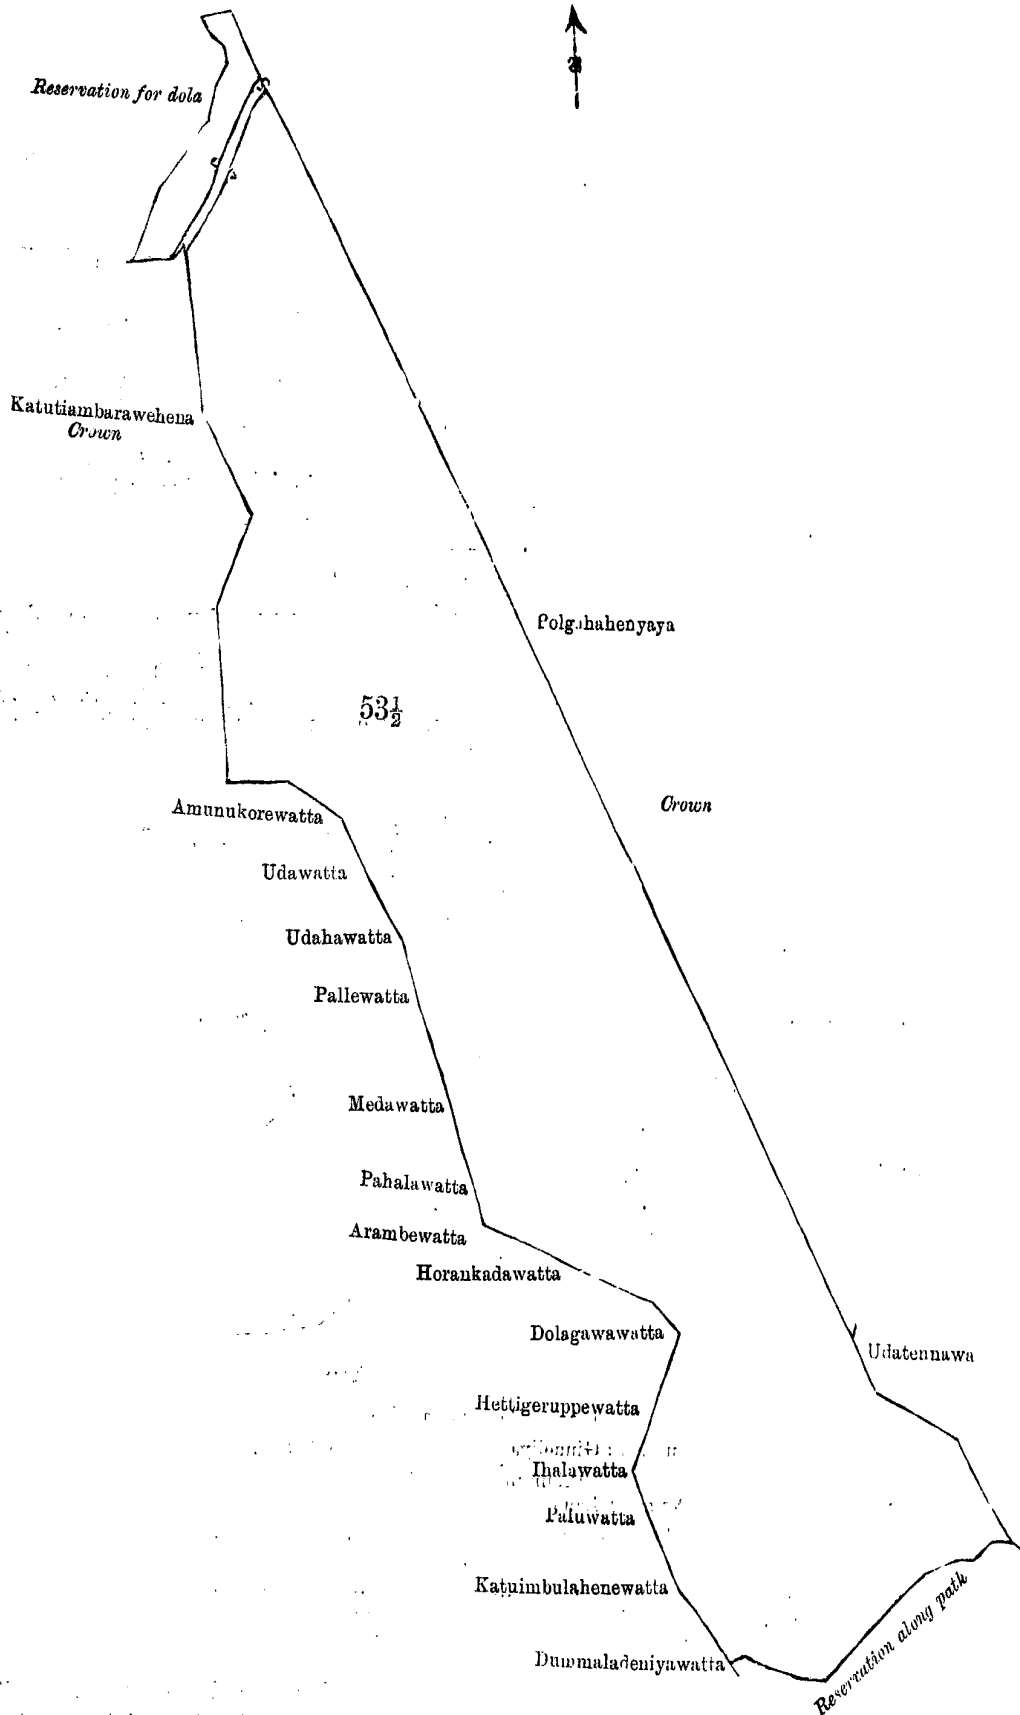 Reservation for dola
Katutiambarawehena
Crown
Polgahahenyaya
53½
Crown
Amunukorewatta
Udawatta
Udahawatta
Pallewatta
Medawatta
Pahalawatta
Arambewatta
Horankadawatta
Dolagawawatta
Udatennawa
Hettigeruppewatta
Ihalawatta
Paluwatta
Katuimbulahenewatta
Dummaladeniyawatta
Reservation along path